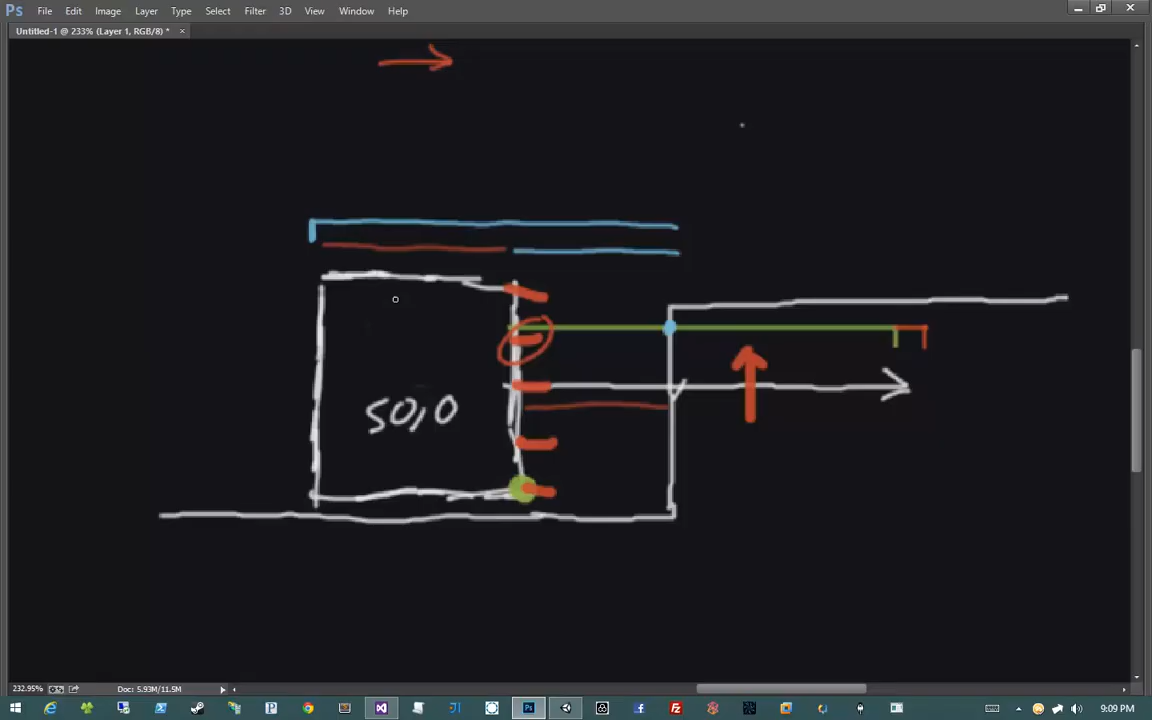 Ps File Edit Image Layer Type Select Filter 3D View Window Help
Untitled-1 @ 233% (Layer 1, RGB/8) *
50,0
232.95% Doc: 5.93M/11.5M
9:09 PM